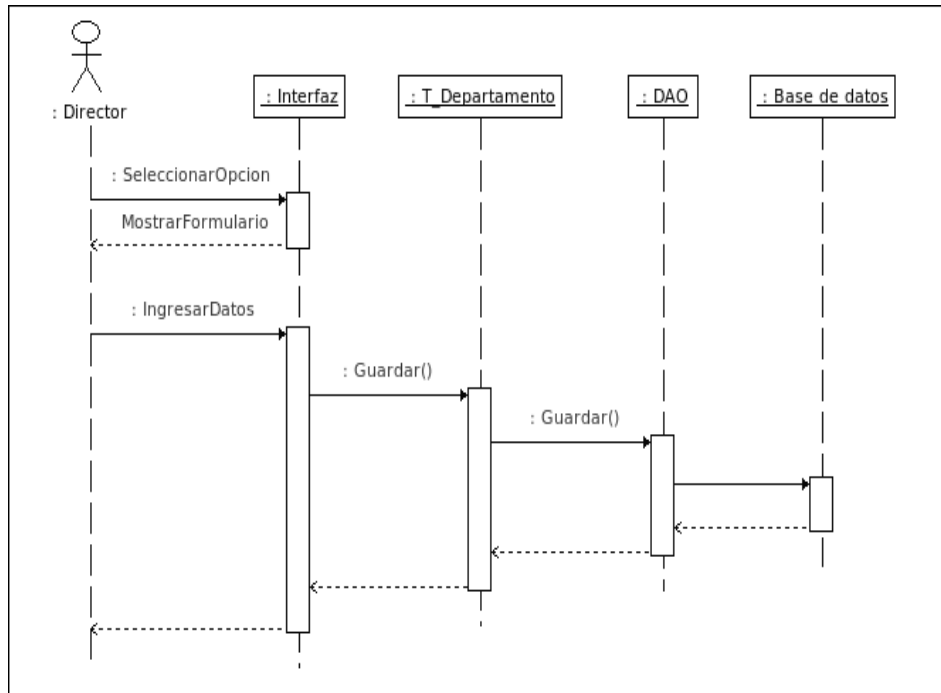 : Director
: Interfaz
: T_Departamento
: DAO
: Base de datos
: SeleccionarOpcion
MostrarFormulario
: IngresarDatos
: Guardar()
: Guardar()